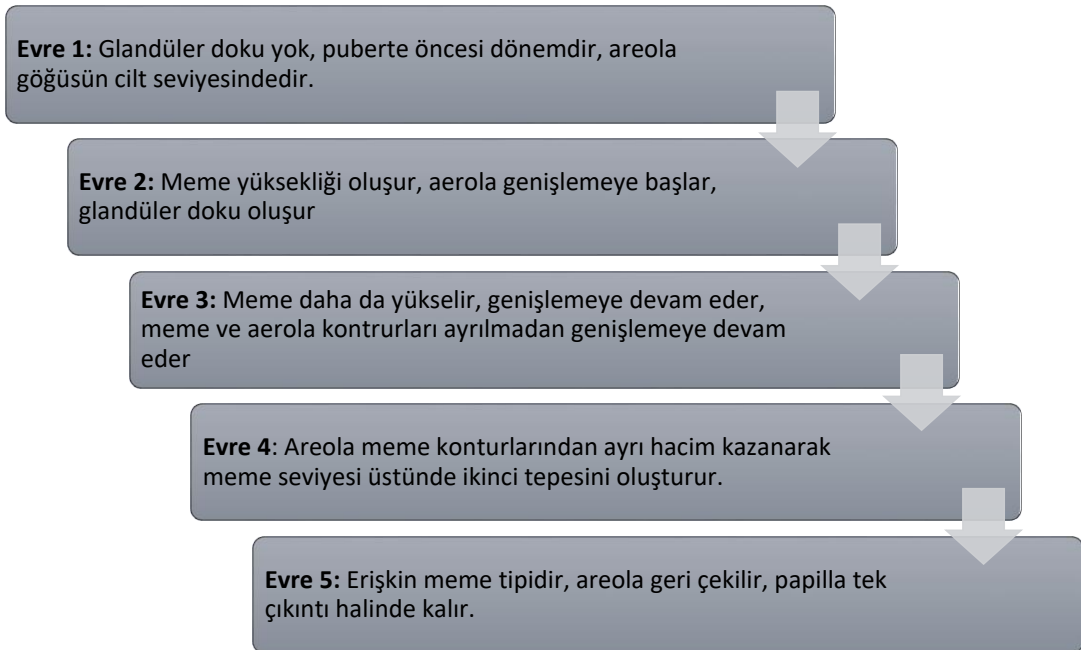 Evre 1: Glandüler doku yok, puberte öncesi dönemdir, areola
göğüsün cilt seviyesindedir.
Evre 2: Meme yüksekliği oluşur, aerola genişlemeye başlar,
glandüler doku oluşur
Evre 3: Meme daha da yükselir, genişlemeye devam eder,
meme ve aerola kontrurları ayrılmadan genişlemeye devam
eder
Evre 4: Areola meme konturlarından ayrı hacim kazanarak
meme seviyesi üstünde ikinci tepesini oluşturur.
Evre 5: Erişkin meme tipidir, areola geri çekilir, papilla tek
çıkıntı halinde kalır.